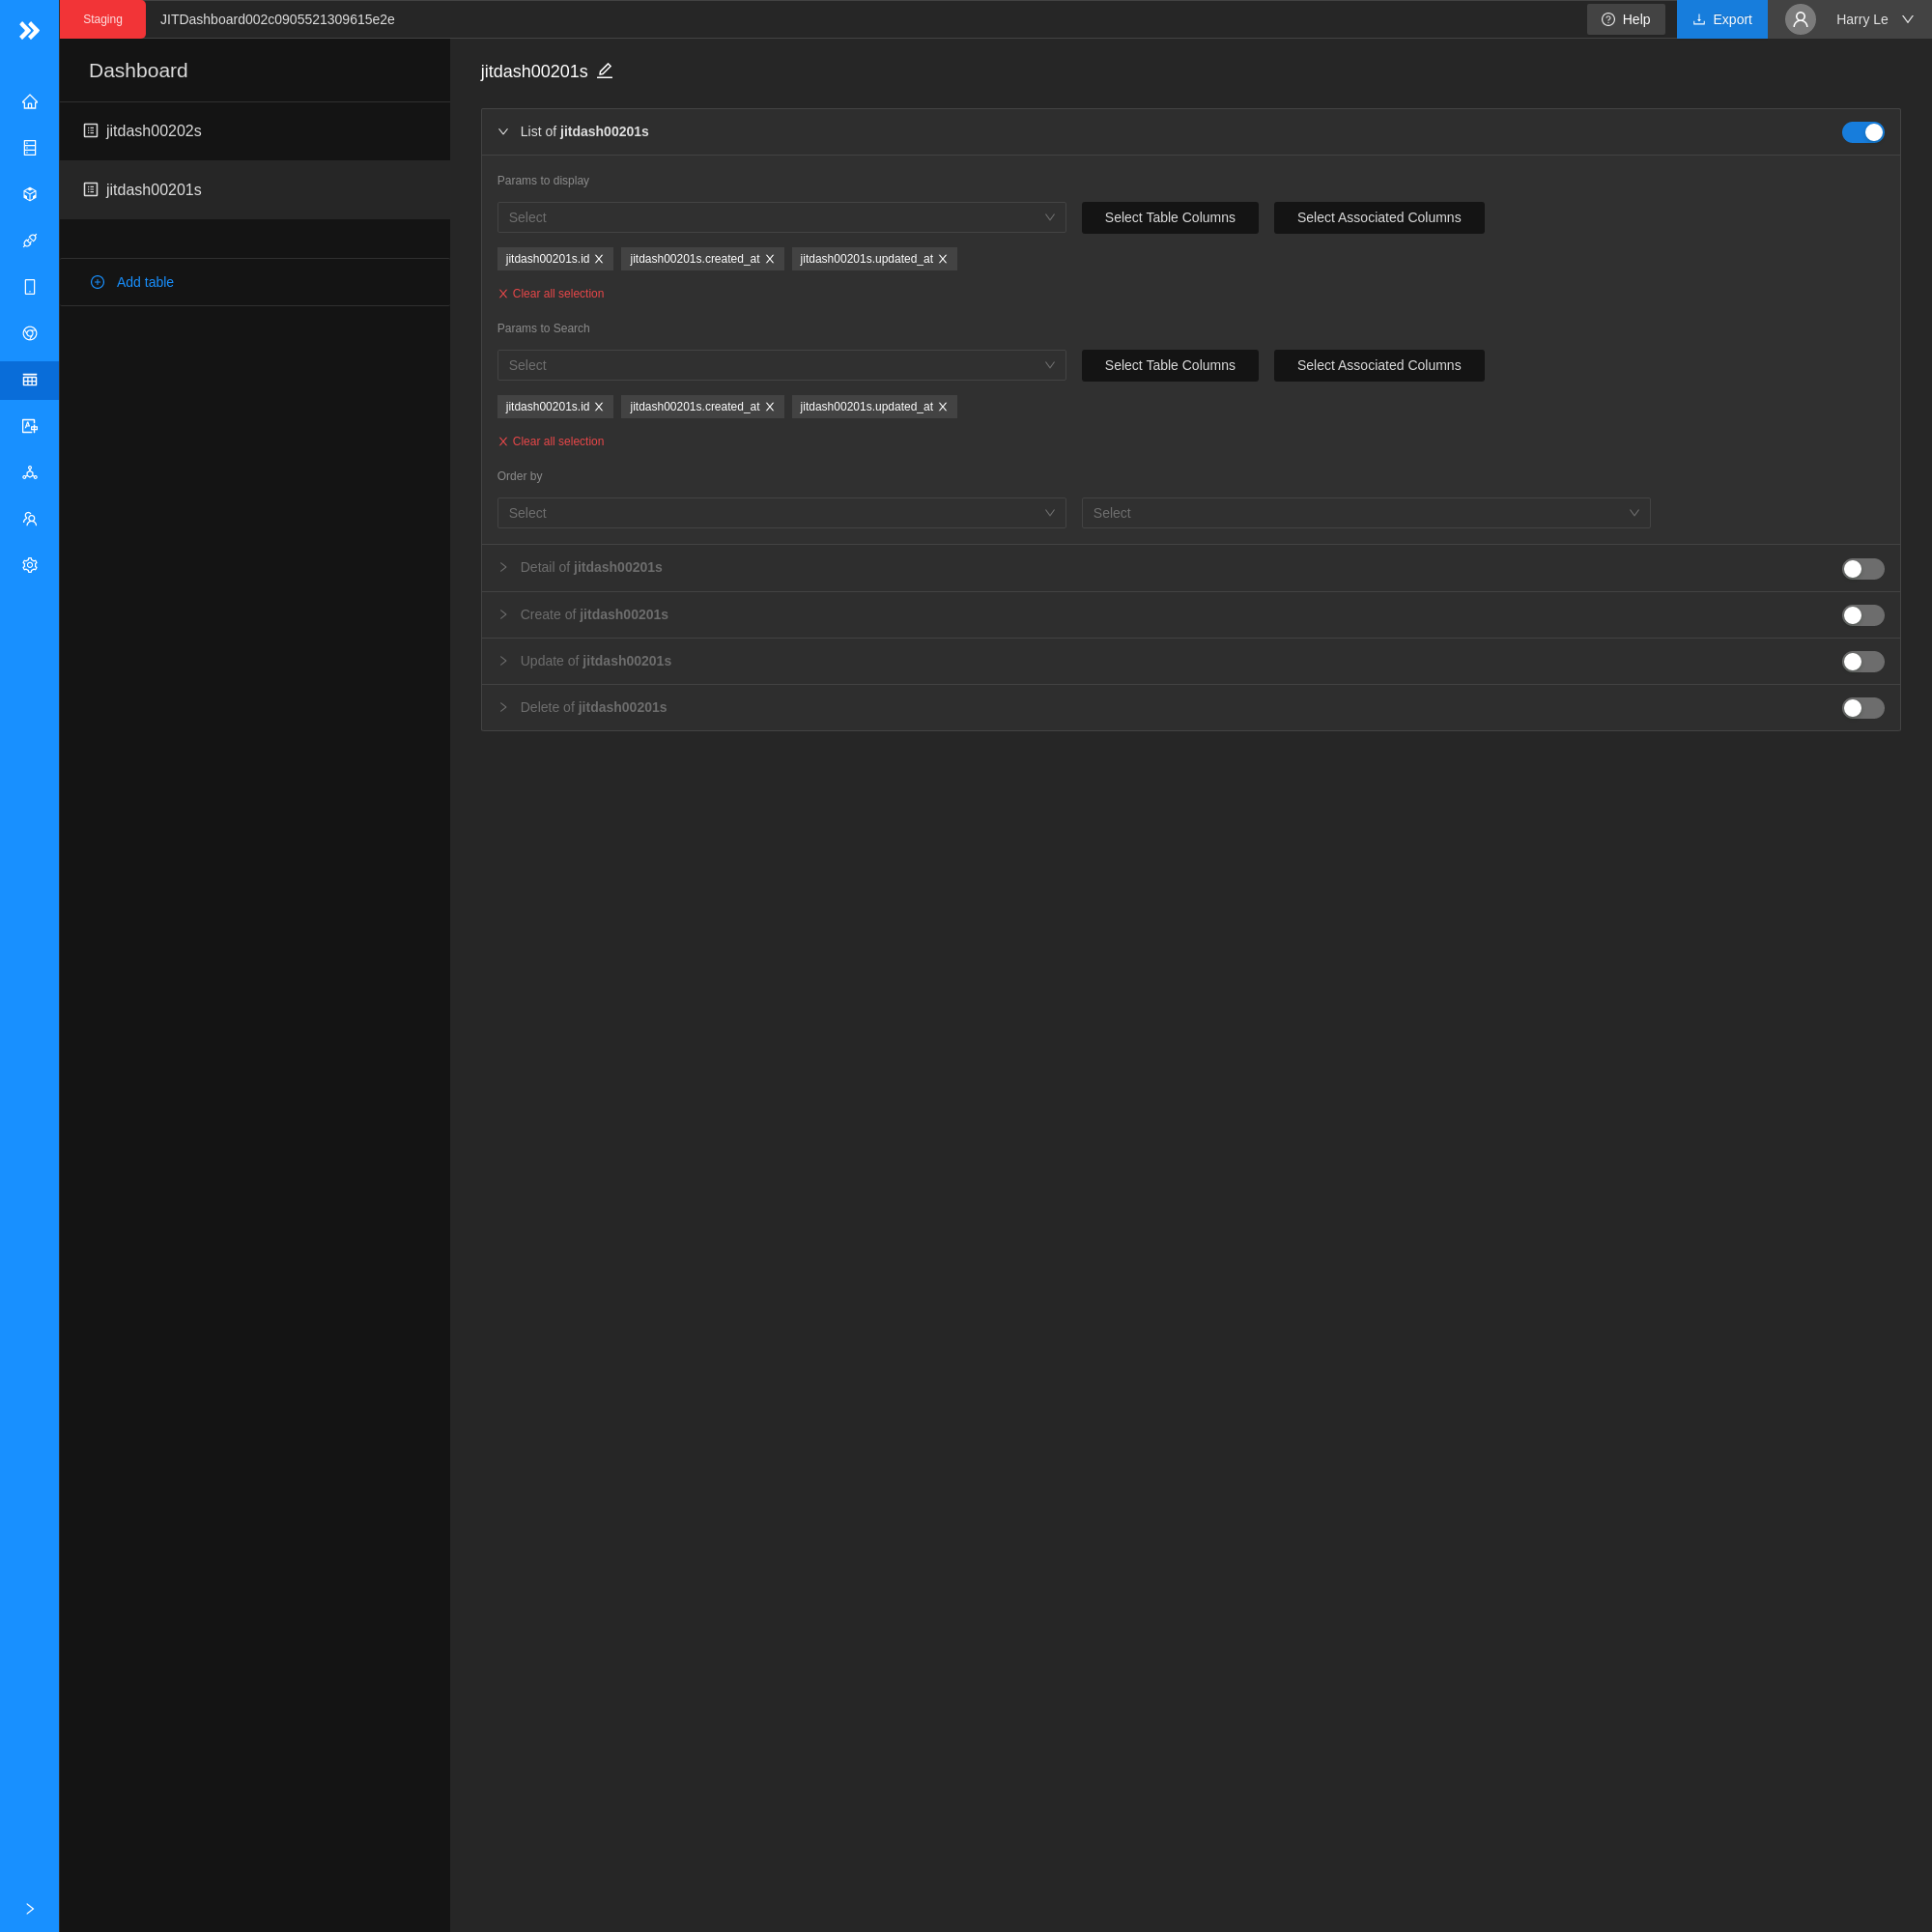 Staging JITDashboard002c0905521309615e2e Help Export Harry Le
Dashboard
jitdash00202s
jitdash00201s
Add table
jitdash00201s
List of jitdash00201s
Params to display
Select Select Table Columns Select Associated Columns
jitdash00201s.id jitdash00201s.created_at jitdash00201s.updated_at
Clear all selection
Params to Search
Select Select Table Columns Select Associated Columns
jitdash00201s.id jitdash00201s.created_at jitdash00201s.updated_at
Clear all selection
Order by
Select Select
Detail of jitdash00201s
Create of jitdash00201s
Update of jitdash00201s
Delete of jitdash00201s